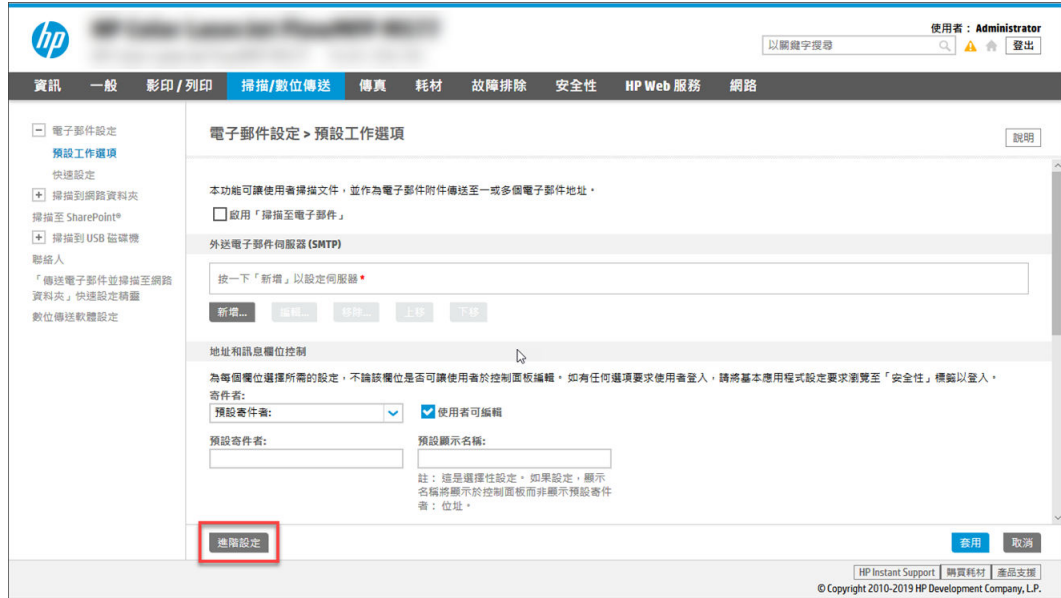 hp
使用者： Administrator
以關鍵字搜尋
登出
資訊 一般 影印 / 列印 掃描/數位傳送 傳真 耗材 故障排除 安全性 HP Web 服務 網路
電子郵件設定
預設工作選項
快速設定
掃描到網路資料夾
掃描至 SharePoint®
掃描到 USB 磁碟機
聯絡人
「傳送電子郵件並掃描至網路
資料夾」快速設定精靈
數位傳送軟體設定
電子郵件設定 > 預設工作選項
說明
本功能可讓使用者掃描文件，並作為電子郵件附件傳送至一或多個電子郵件地址。
啟用「掃描至電子郵件」
外送電子郵件伺服器 (SMTP)
按一下「新增」以設定伺服器 *
新增... 編輯... 移除... 上移 下移
地址和訊息欄位控制
為每個欄位選擇所需的設定，不論該欄位是否可讓使用者於控制面板編輯。如有任何選項要求使用者登入，請將基本應用程式設定要求瀏覽至「安全性」標籤以登入。
寄件者:
預設寄件者:
使用者可編輯
預設寄件者: 預設顯示名稱:
註： 這是選擇性設定。 如果設定，顯示
名稱將顯示於控制面板而非顯示預設寄件
者： 位址。
進階設定 套用 取消
HP Instant Support 購買耗材 產品支援
© Copyright 2010-2019 HP Development Company, L.P.